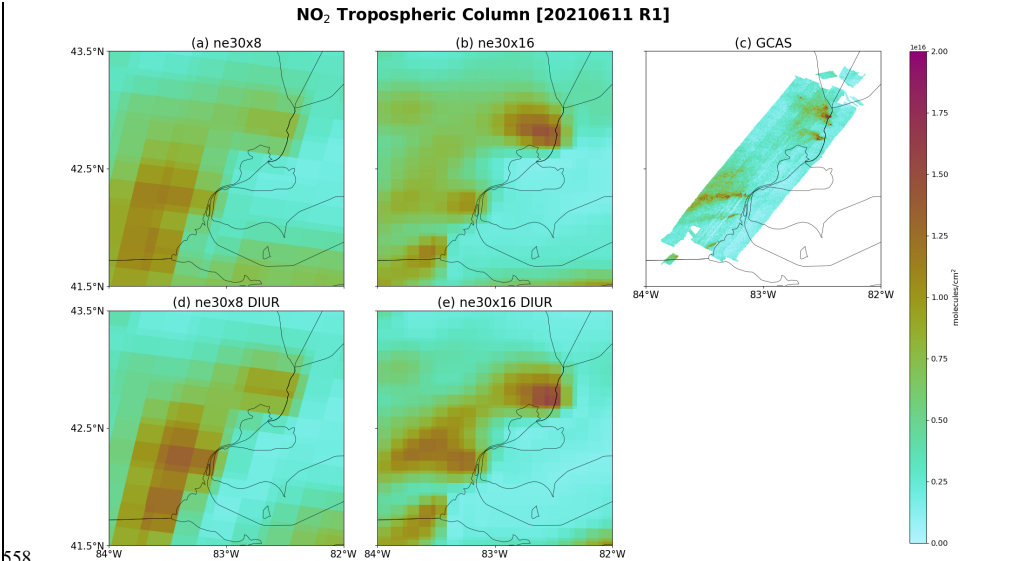 NO₂ Tropospheric Column [20210611 R1]
(a) ne30x8
(b) ne30x16
(c) GCAS
43.5°N
42.5°N
41.5°N
84°W
83°W
82°W
(d) ne30x8 DIUR
(e) ne30x16 DIUR
43.5°N
42.5°N
41.5°N
84°W
83°W
82°W
84°W
83°W
82°W
1e16
2.00
1.75
1.50
1.25
1.00
0.75
0.50
0.25
0.00
molecules/cm²
558